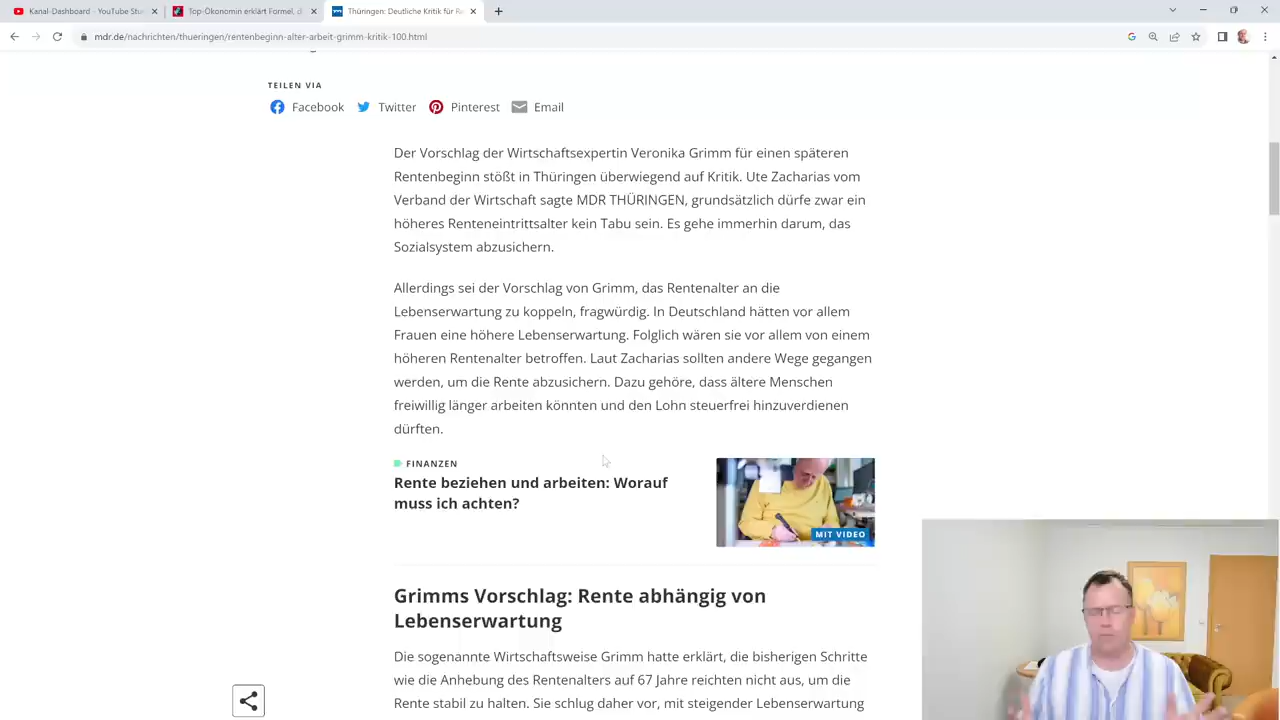 Kanal-Dashboard – YouTube Stu
Top-Ökonomin erklärt Formel, d
Thüringen: Deutliche Kritik für Re
mdr.de/nachrichten/thueringen/rentenbeginn-alter-arbeit-grimm-kritik-100.html
TEILEN VIA
Facebook Twitter Pinterest Email
Der Vorschlag der Wirtschaftsexpertin Veronika Grimm für einen späteren
Rentenbeginn stößt in Thüringen überwiegend auf Kritik. Ute Zacharias vom
Verband der Wirtschaft sagte MDR THÜRINGEN, grundsätzlich dürfe zwar ein
höheres Renteneintrittsalter kein Tabu sein. Es gehe immerhin darum, das
Sozialsystem abzusichern.
Allerdings sei der Vorschlag von Grimm, das Rentenalter an die
Lebenserwartung zu koppeln, fragwürdig. In Deutschland hätten vor allem
Frauen eine höhere Lebenserwartung. Folglich wären sie vor allem von einem
höheren Rentenalter betroffen. Laut Zacharias sollten andere Wege gegangen
werden, um die Rente abzusichern. Dazu gehöre, dass ältere Menschen
freiwillig länger arbeiten könnten und den Lohn steuerfrei hinzuverdienen
dürften.
FINANZEN
Rente beziehen und arbeiten: Worauf
muss ich achten?
MIT VIDEO
Grimms Vorschlag: Rente abhängig von
Lebenserwartung
Die sogenannte Wirtschaftsweise Grimm hatte erklärt, die bisherigen Schritte
wie die Anhebung des Rentenalters auf 67 Jahre reichten nicht aus, um die
Rente stabil zu halten. Sie schlug daher vor, mit steigender Lebenserwartung